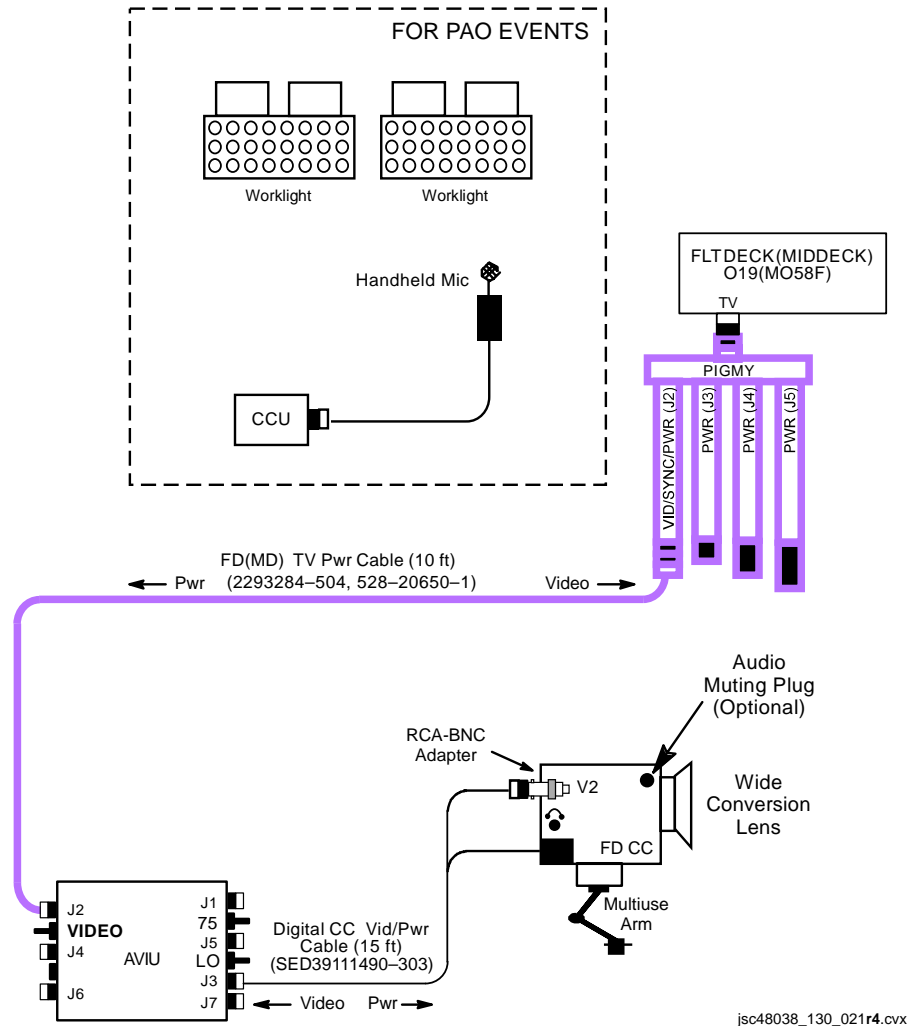 FOR PAO EVENTS
Worklight
Worklight
Handheld Mic
CCU
FLT DECK(MIDDECK)
O19(MO58F)
TV
PIGMY
VID/SYNC/PWR (J2)
PWR (J3)
PWR (J4)
PWR (J5)
FD(MD) TV Pwr Cable (10 ft)
Pwr (2293284–504, 528–20650–1) Video
Audio
Muting Plug
(Optional)
RCA-BNC
Adapter
V2
Wide
Conversion
Lens
FD CC
Multiuse
Arm
J2
VIDEO
J4
AVIU
J6
J1
75
J5
LO
J3
J7
Digital CC Vid/Pwr
Cable (15 ft)
(SED39111490–303)
Video Pwr
jsc48038_130_021r4.cvx